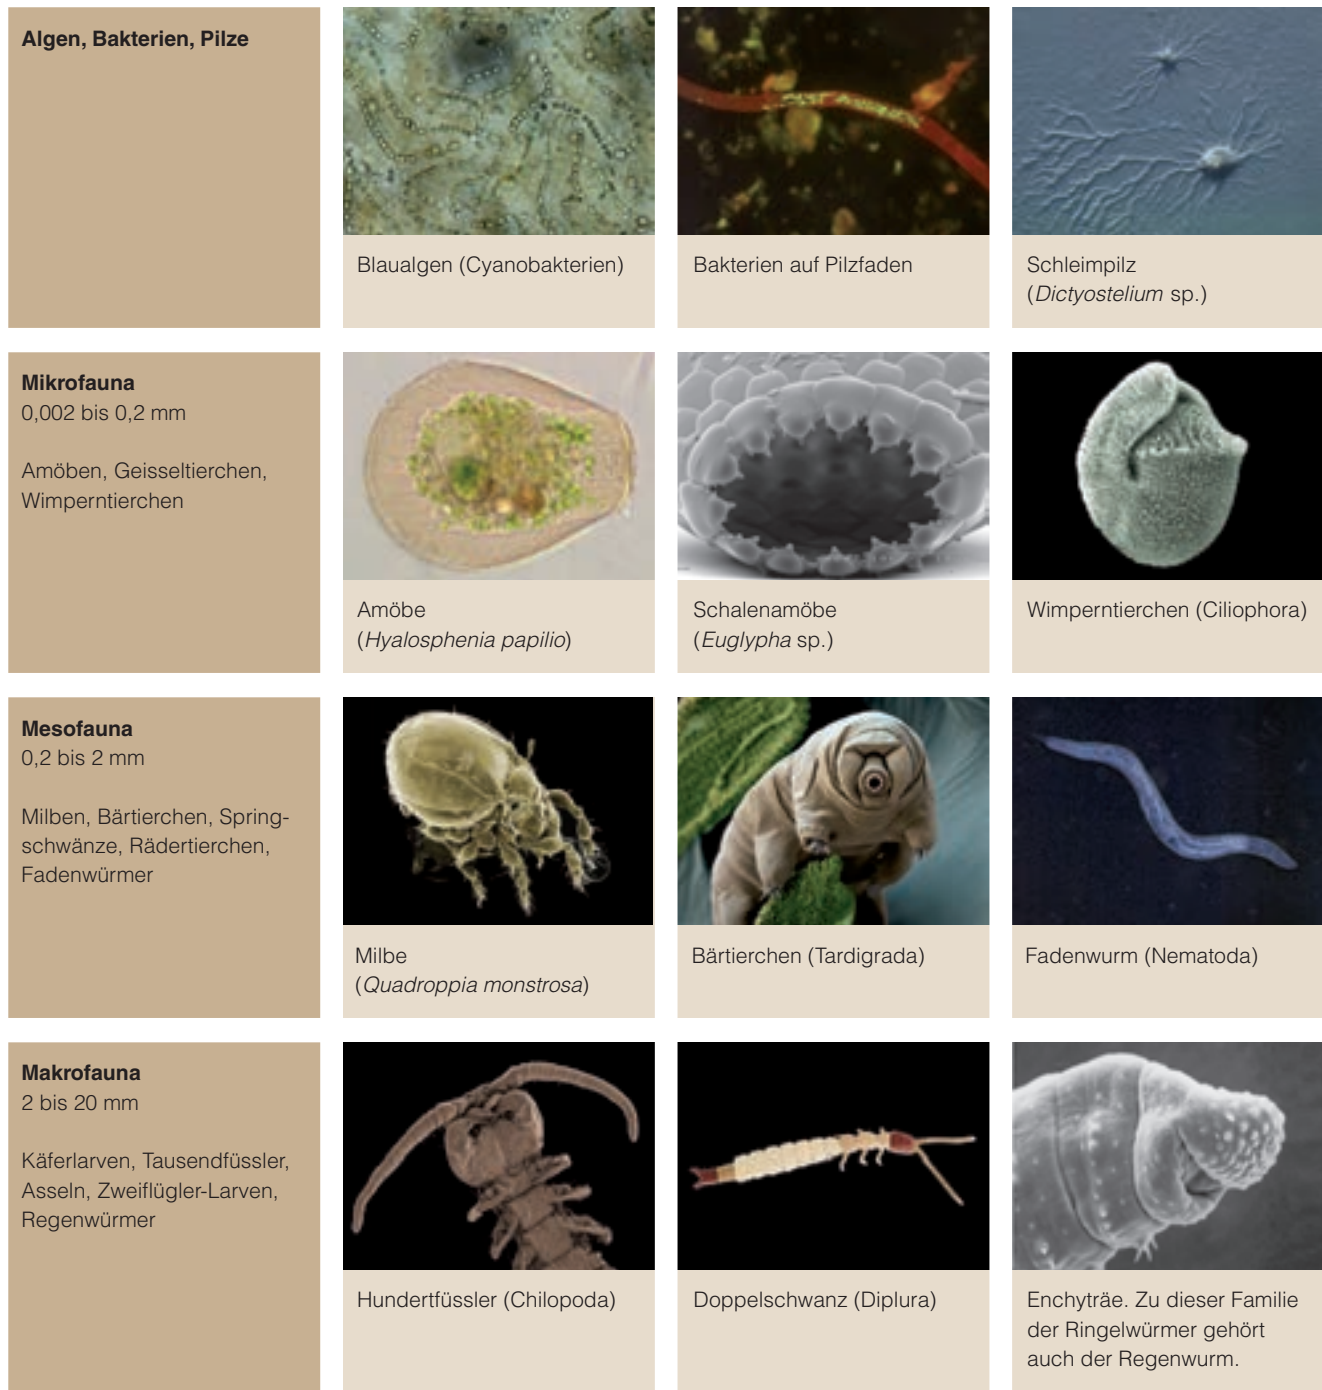 Algen, Bakterien, Pilze
Blaualgen (Cyanobakterien)
Bakterien auf Pilzfaden
Schleimpilz
(Dictyostelium sp.)
Mikrofauna
0,002 bis 0,2 mm
Amöben, Geisseltierchen,
Wimperntierchen
Amöbe
(Hyalosphenia papilio)
Schalenamöbe
(Euglypha sp.)
Wimperntierchen (Ciliophora)
Mesofauna
0,2 bis 2 mm
Milben, Bärtierchen, Spring-
schwänze, Rädertierchen,
Fadenwürmer
Milbe
(Quadroppia monstrosa)
Bärtierchen (Tardigrada)
Fadenwurm (Nematoda)
Makrofauna
2 bis 20 mm
Käferlarven, Tausendfüssler,
Asseln, Zweiflügler-Larven,
Regenwürmer
Hundertfüssler (Chilopoda)
Doppelschwanz (Diplura)
Enchyträe. Zu dieser Familie
der Ringelwürmer gehört
auch der Regenwurm.